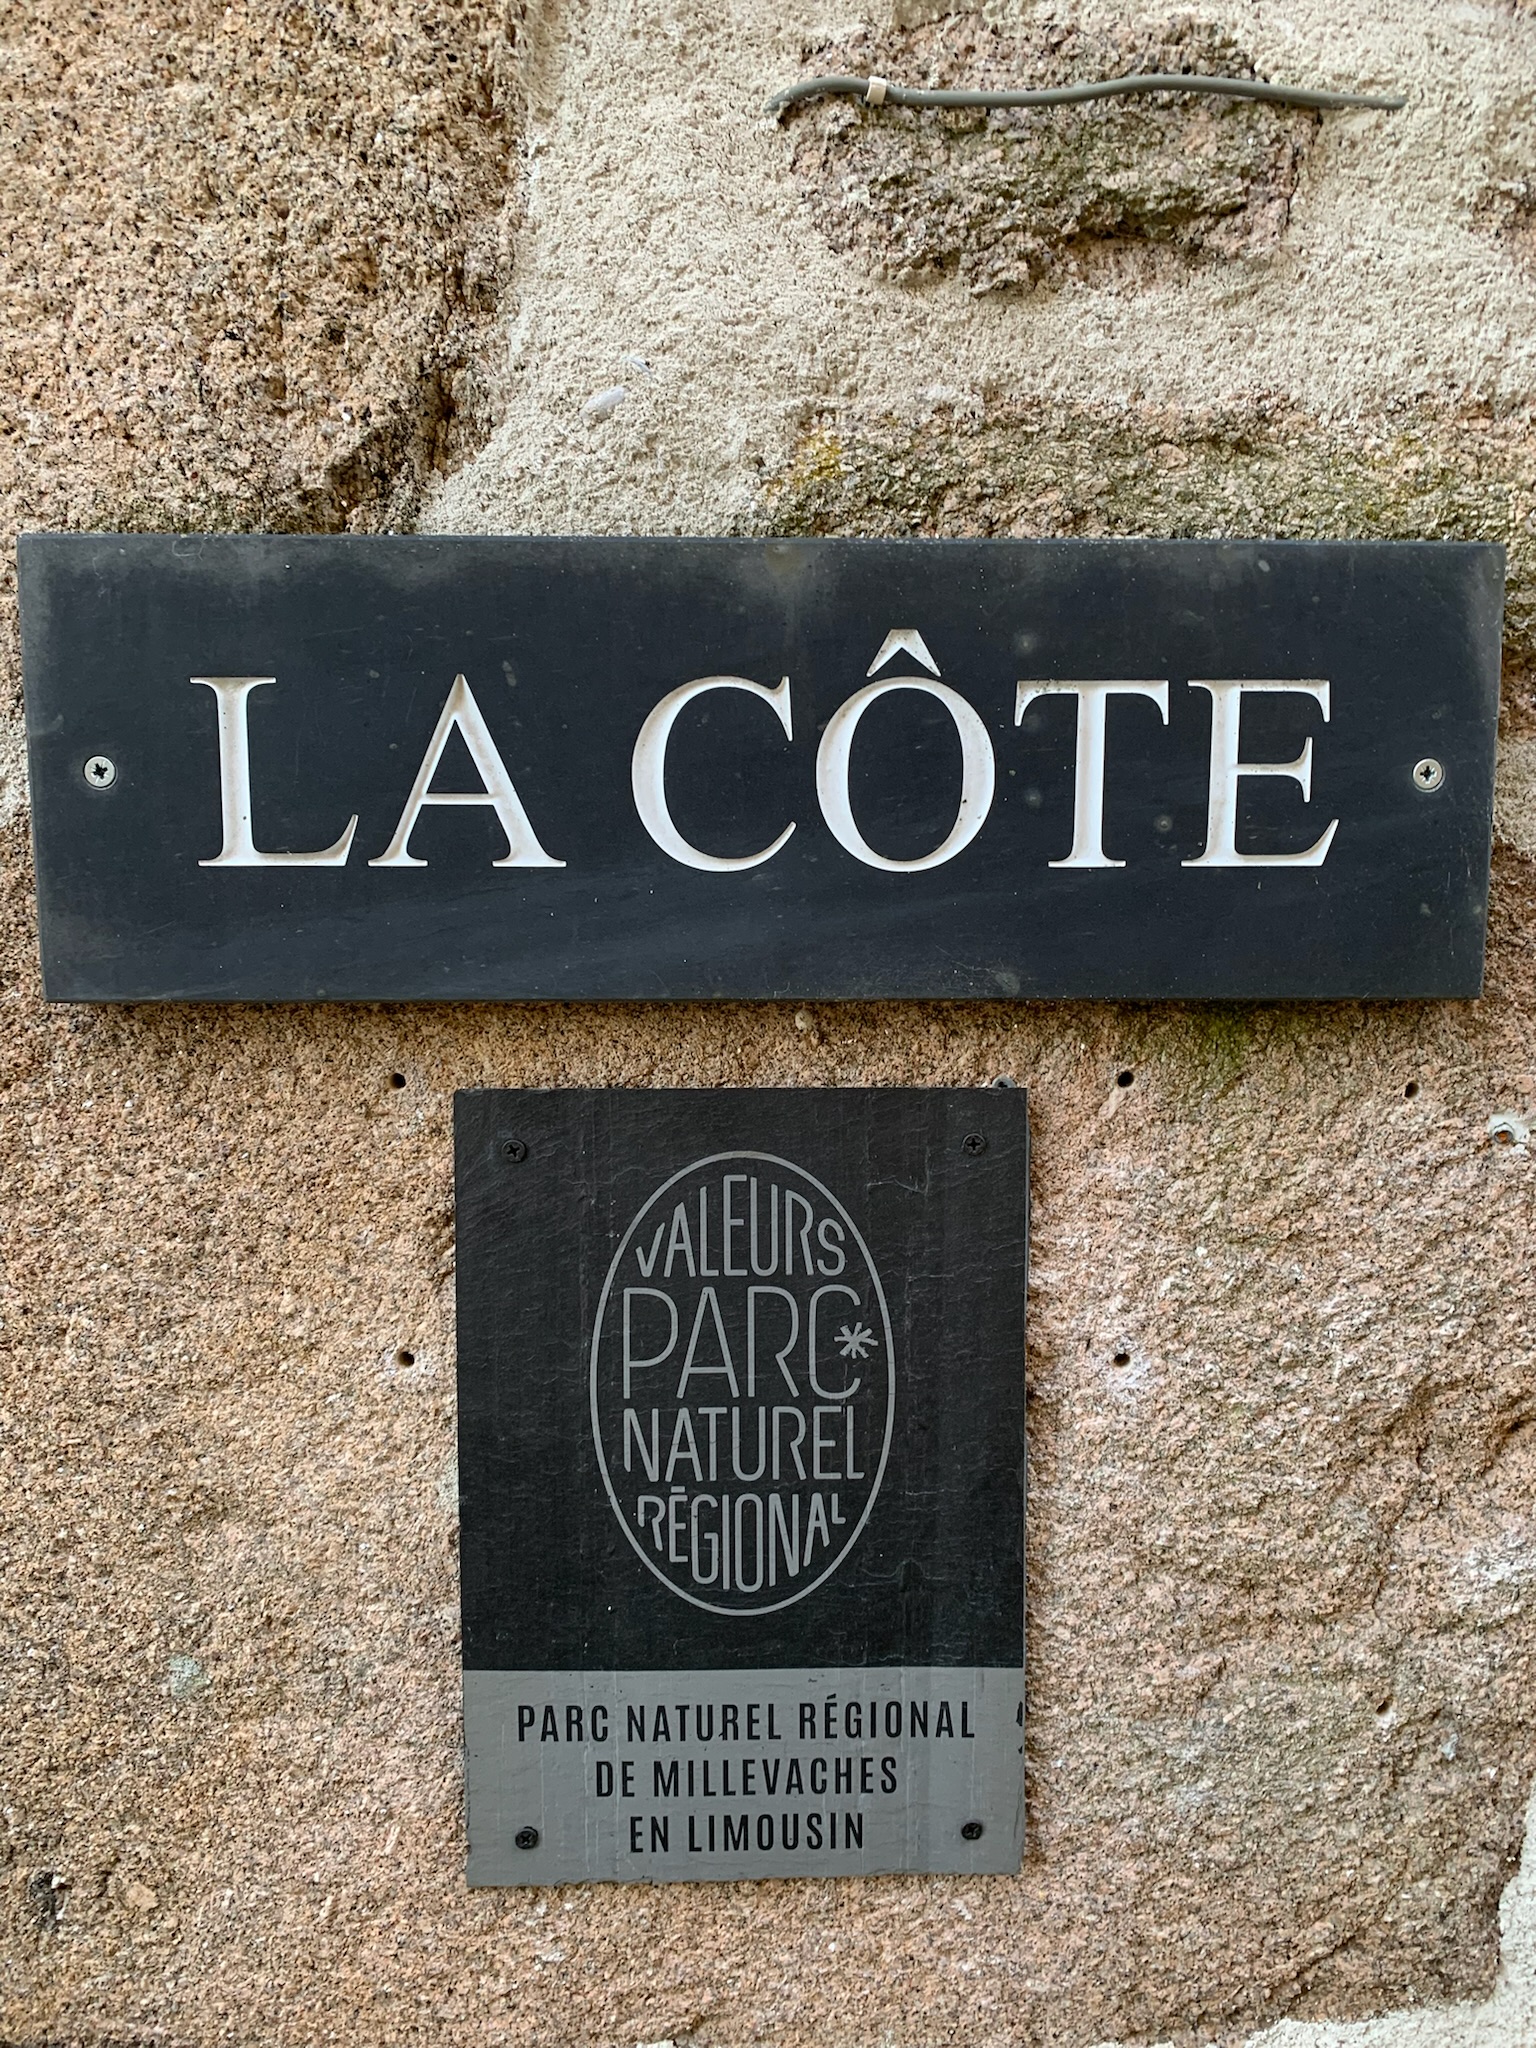 LA CÔTE
VALEURS
PARC*
NATUREL
RÉGIONAL
PARC NATUREL RÉGIONAL
DE MILLEVACHES
EN LIMOUSIN